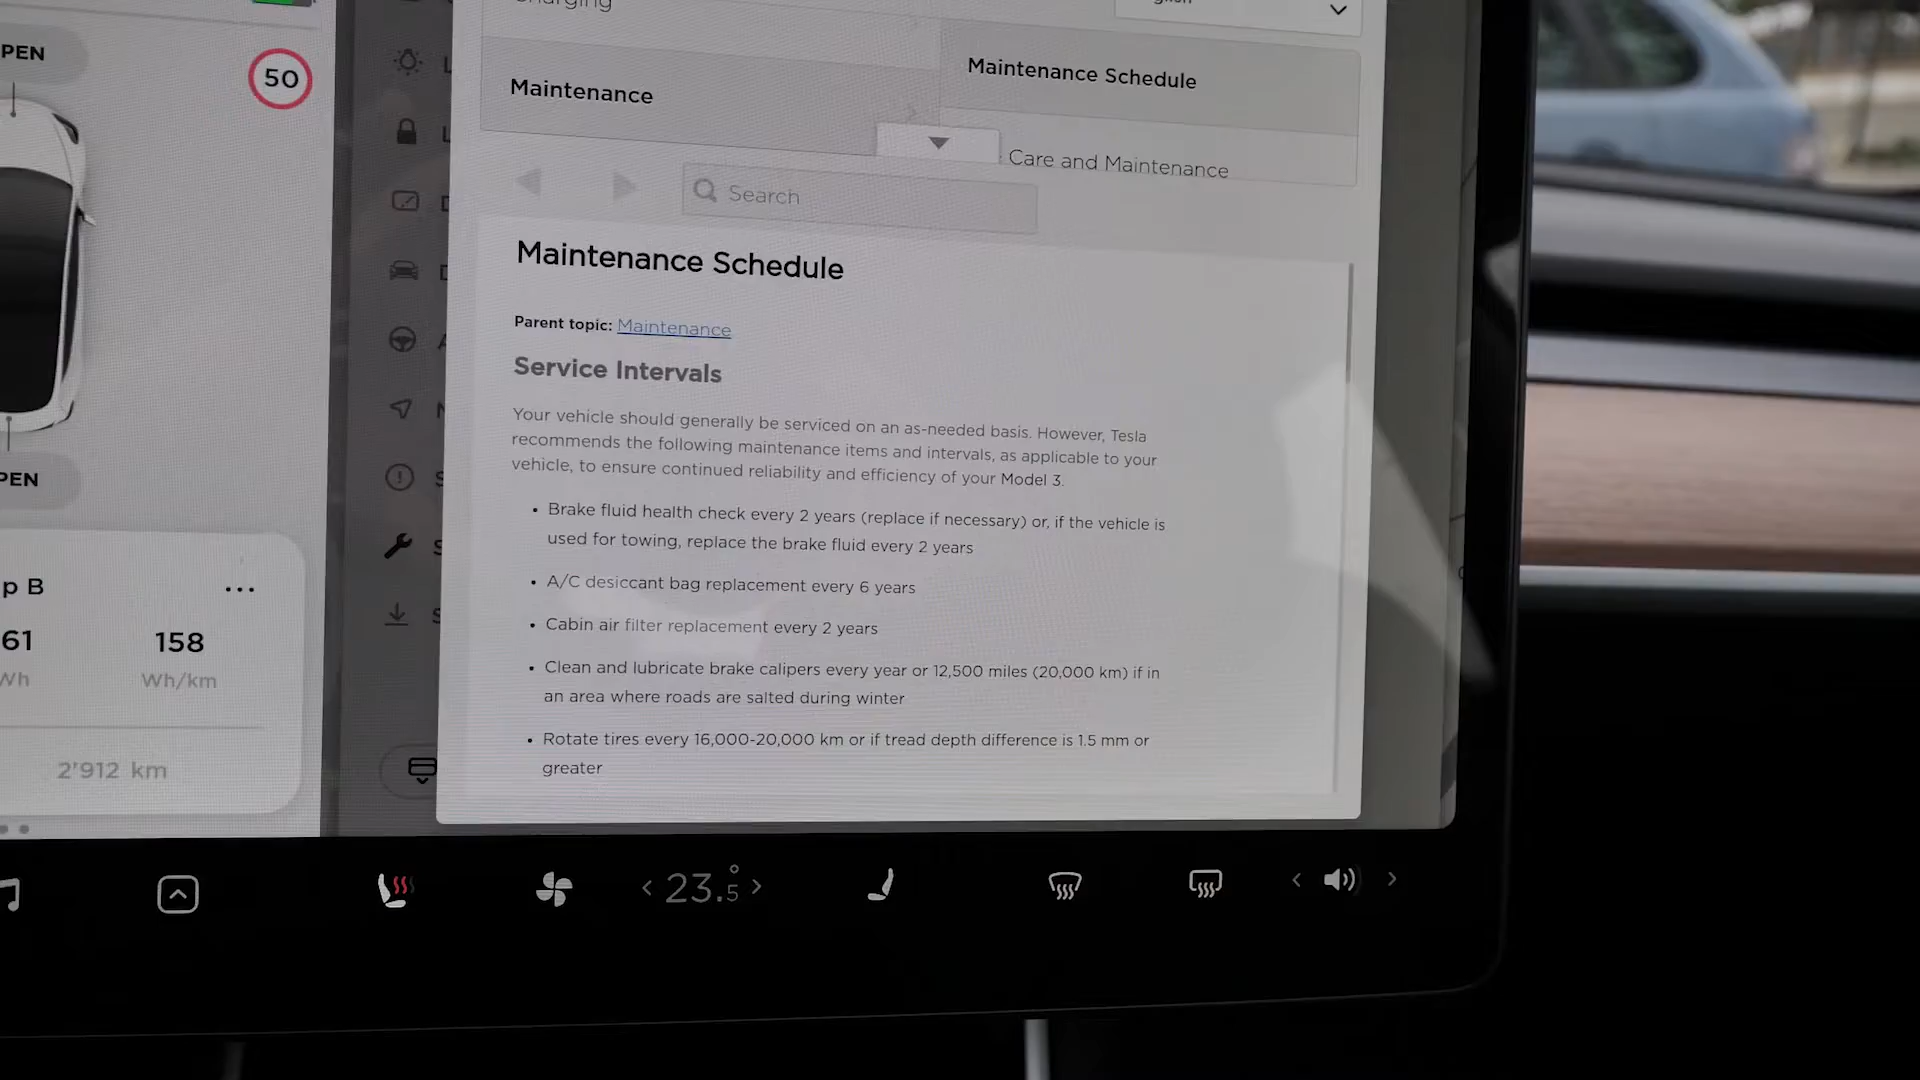 PEN
50
PEN
p B
61
158
Wh
Wh/km
2'912 km
Charging
Maintenance
Maintenance Schedule
Care and Maintenance
Search
Maintenance Schedule
Parent topic: Maintenance
Service Intervals
Your vehicle should generally be serviced on an as-needed basis. However, Tesla
recommends the following maintenance items and intervals, as applicable to your
vehicle, to ensure continued reliability and efficiency of your Model 3.
• Brake fluid health check every 2 years (replace if necessary) or, if the vehicle is
used for towing, replace the brake fluid every 2 years
• A/C desiccant bag replacement every 6 years
• Cabin air filter replacement every 2 years
• Clean and lubricate brake calipers every year or 12,500 miles (20,000 km) if in
an area where roads are salted during winter
• Rotate tires every 16,000-20,000 km or if tread depth difference is 1.5 mm or
greater
23.5°